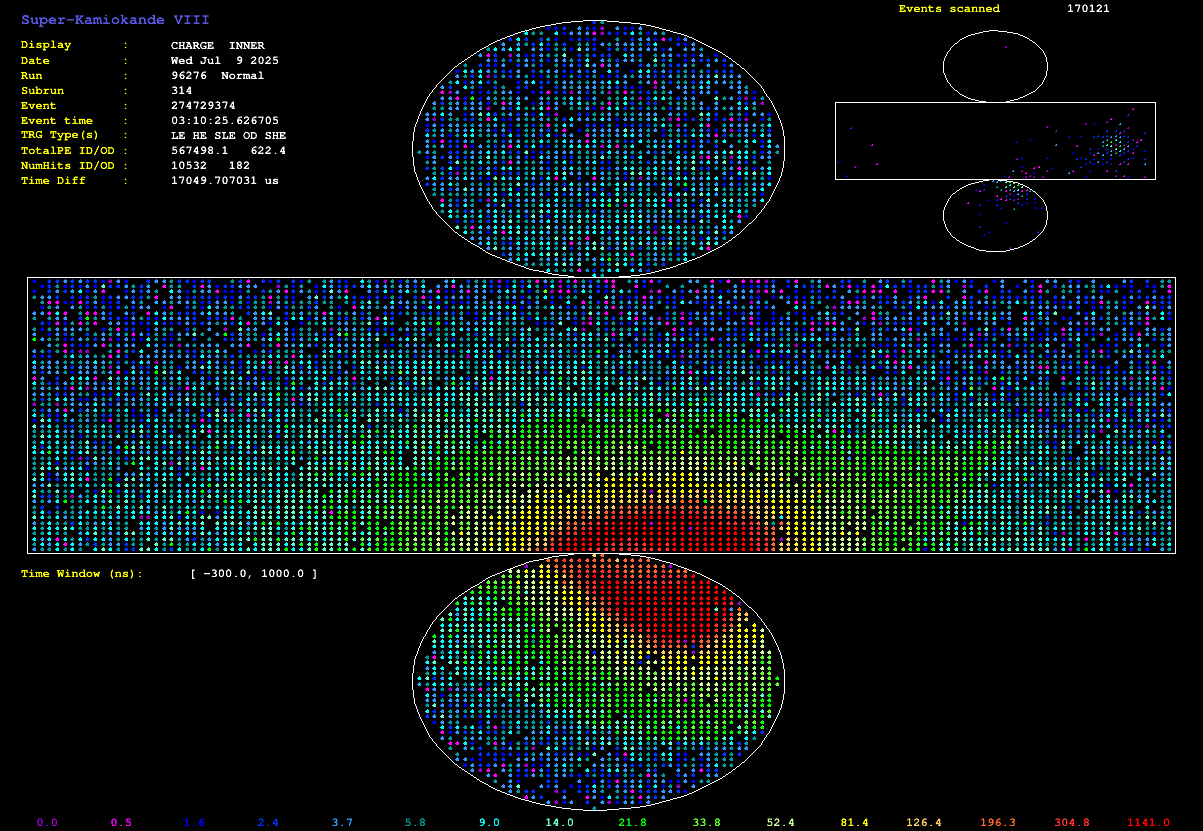 Super-Kamiokande VIII
Events scanned 170121
Display : CHARGE INNER
Date : Wed Jul 9 2025
Run : 96276 Normal
Subrun : 314
Event : 274729374
Event time : 03:10:25.626705
TRG Type(s) : LE HE SLE OD SHE
TotalPE ID/OD : 567498.1 622.4
NumHits ID/OD : 10532 182
Time Diff : 17049.707031 us
Time Window (ns): [ -300.0, 1000.0 ]
0.0 0.5 1.6 2.4 3.7 5.8 9.0 14.0 21.8 33.8 52.4 81.4 126.4 196.3 304.8 1141.0